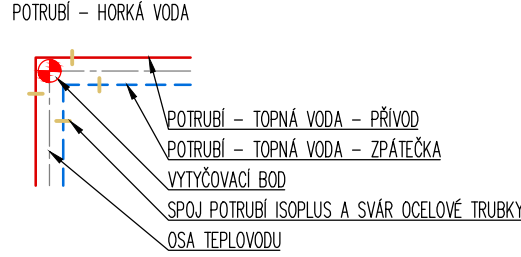 POTRUBÍ - HORKÁ VODA
POTRUBÍ - TOPNÁ VODA - PŘÍVOD
POTRUBÍ - TOPNÁ VODA - ZPÁTEČKA
VYTYČOVACÍ BOD
SPOJ POTRUBÍ ISOPLUS A SVÁR OCELOVÉ TRUBKY
OSA TEPLOVODU